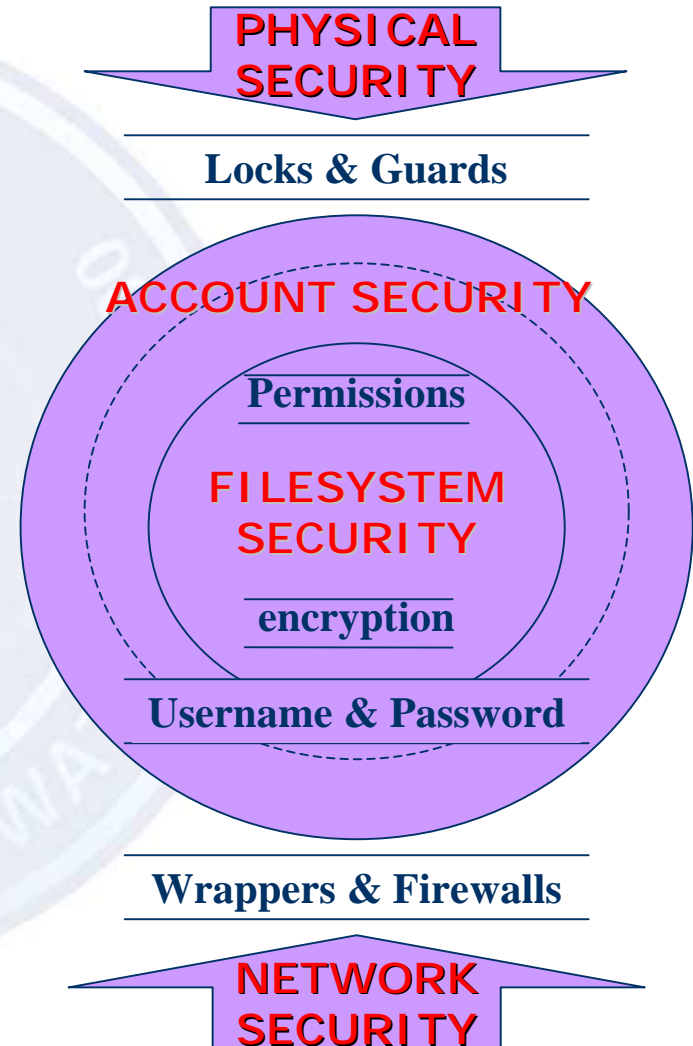 PHYSICAL
SECURITY
Locks & Guards
ACCOUNT SECURITY
Permissions
FILESYSTEM
SECURITY
encryption
Username & Password
Wrappers & Firewalls
NETWORK
SECURITY